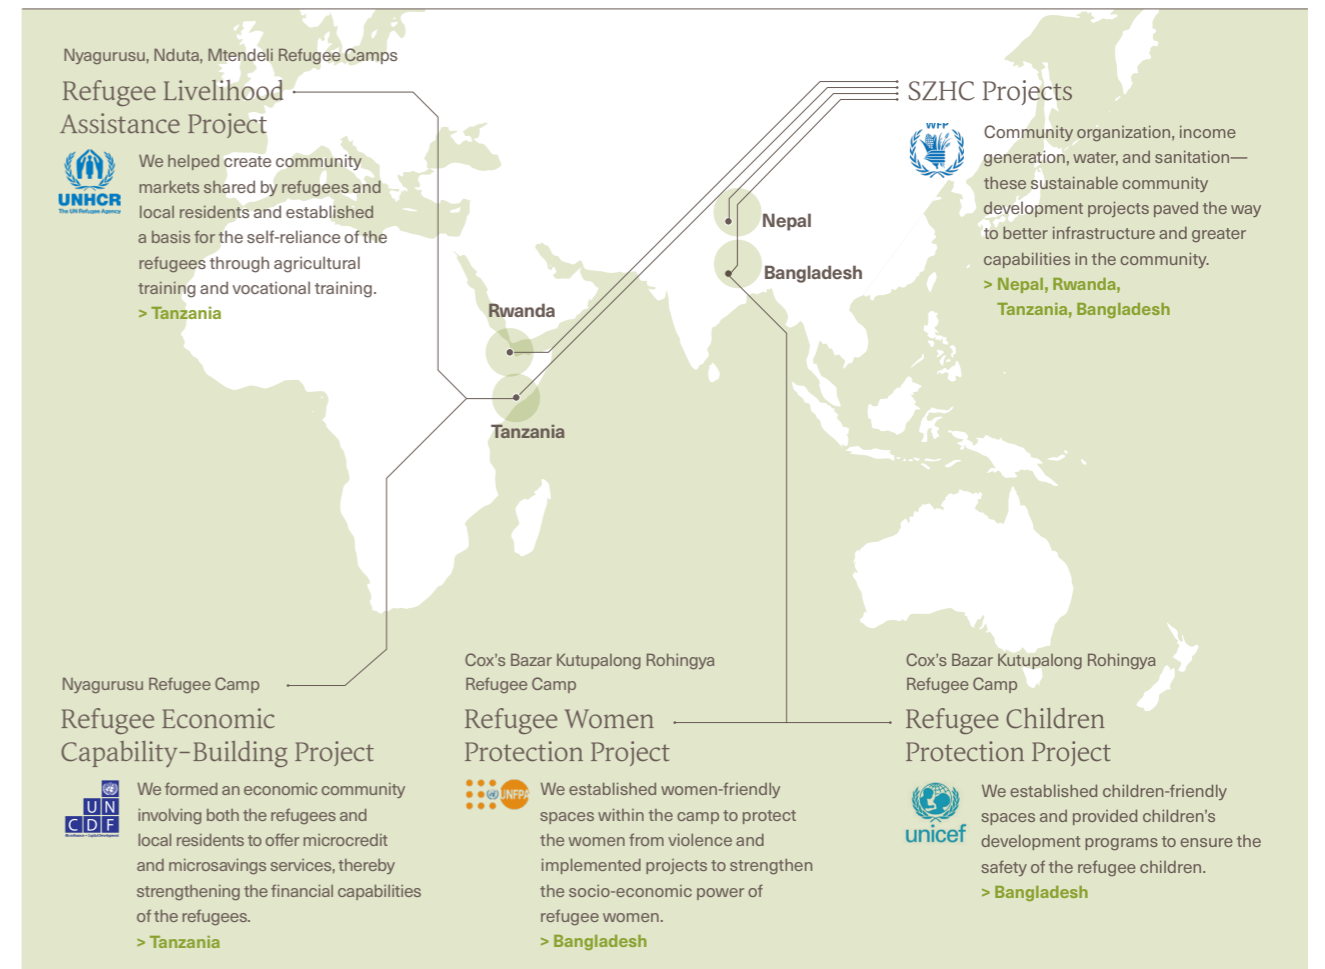 Nyagurusu, Nduta, Mtendeli Refugee Camps
Refugee Livelihood
Assistance Project
UNHCR
The UN Refugee Agency
We helped create community
markets shared by refugees and
local residents and established
a basis for the self-reliance of the
refugees through agricultural
training and vocational training.
> Tanzania
SZHC Projects
WFP
Community organization, income
generation, water, and sanitation—
these sustainable community
development projects paved the way
to better infrastructure and greater
capabilities in the community.
> Nepal, Rwanda,
Tanzania, Bangladesh
Nepal
Bangladesh
Rwanda
Tanzania
Nyagurusu Refugee Camp
Refugee Economic
Capability-Building Project
UN
CDF
We formed an economic community
involving both the refugees and
local residents to offer microcredit
and microsavings services, thereby
strengthening the financial capabilities
of the refugees.
> Tanzania
Cox's Bazar Kutupalong Rohingya
Refugee Camp
Refugee Women
Protection Project
UNFPA
We established women-friendly
spaces within the camp to protect
the women from violence and
implemented projects to strengthen
the socio-economic power of
refugee women.
> Bangladesh
Cox's Bazar Kutupalong Rohingya
Refugee Camp
Refugee Children
Protection Project
unicef
We established children-friendly
spaces and provided children's
development programs to ensure the
safety of the refugee children.
> Bangladesh